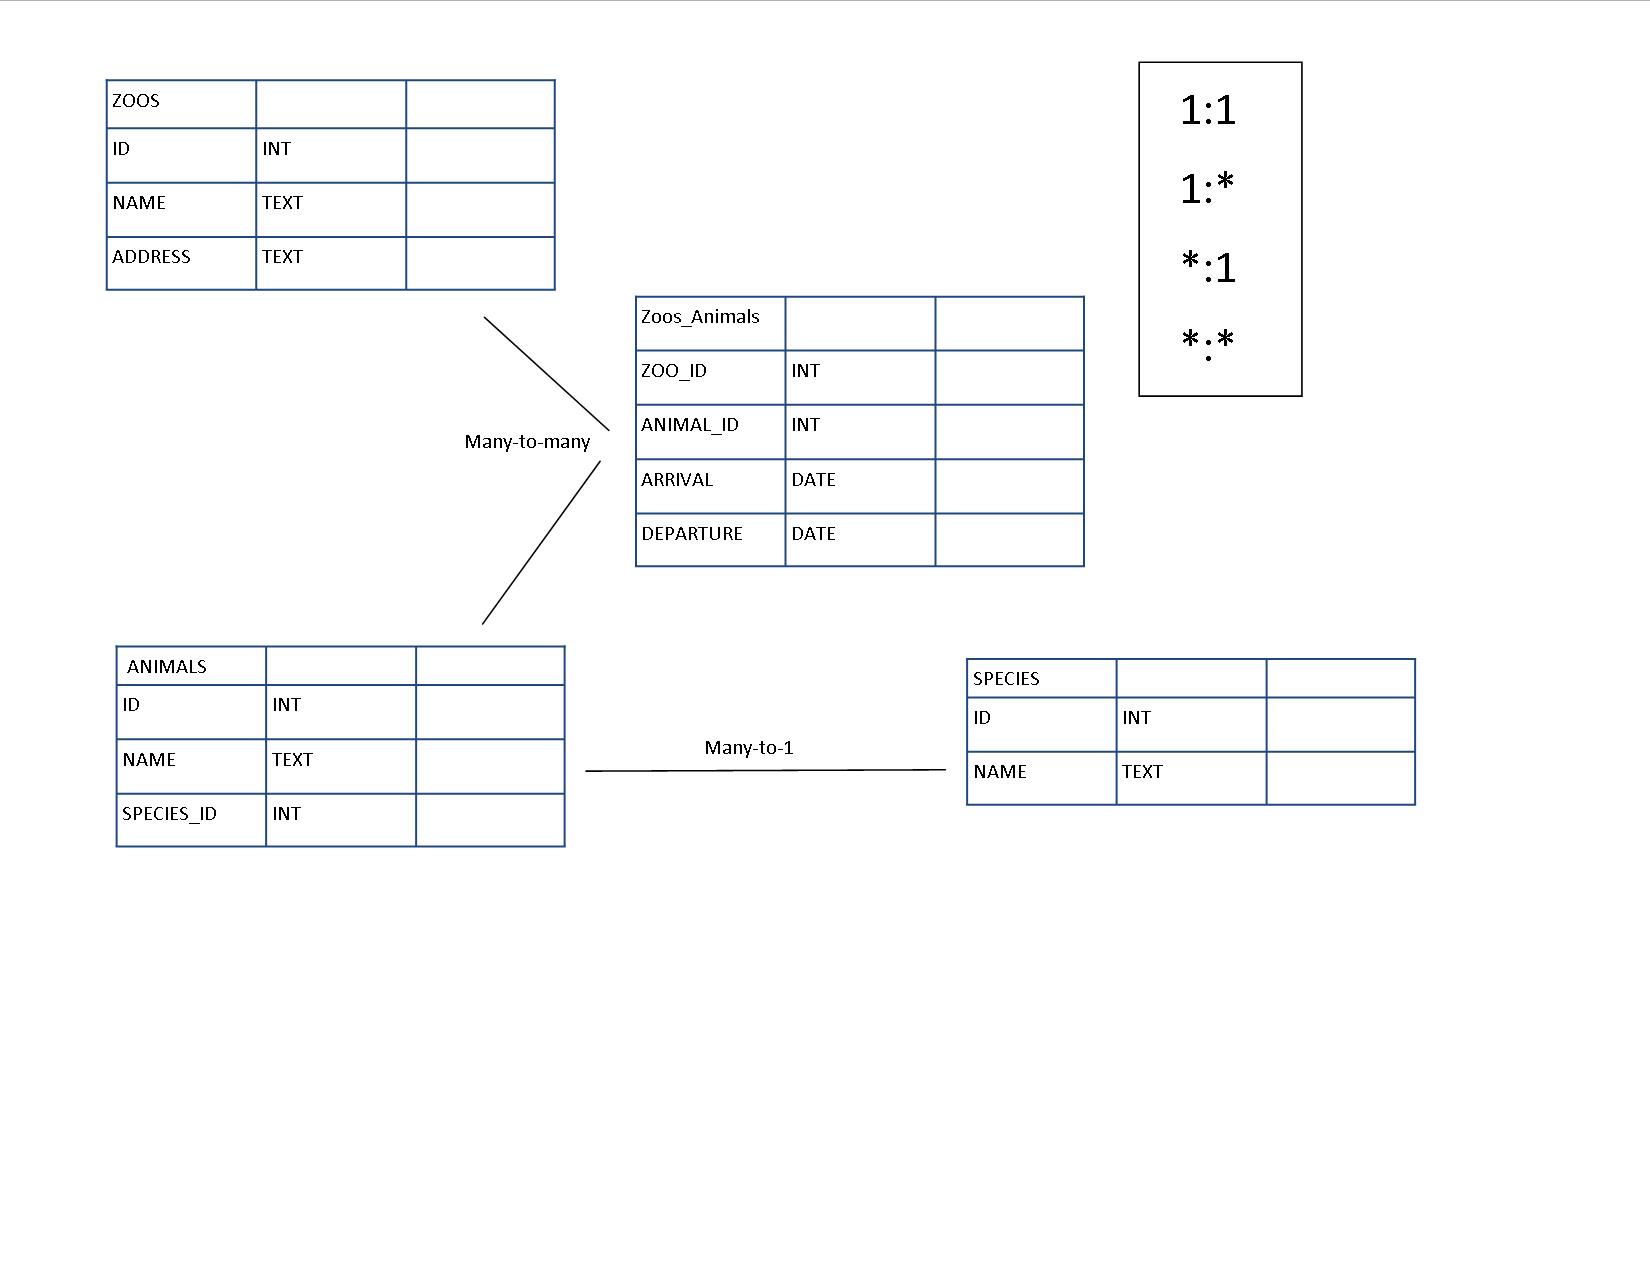 ZOOS
ID INT
NAME TEXT
ADDRESS TEXT
1:1
1:*
*:1
*:*
Zoos_Animals
ZOO_ID INT
ANIMAL_ID INT
ARRIVAL DATE
DEPARTURE DATE
Many-to-many
ANIMALS
ID INT
NAME TEXT
SPECIES_ID INT
Many-to-1
SPECIES
ID INT
NAME TEXT